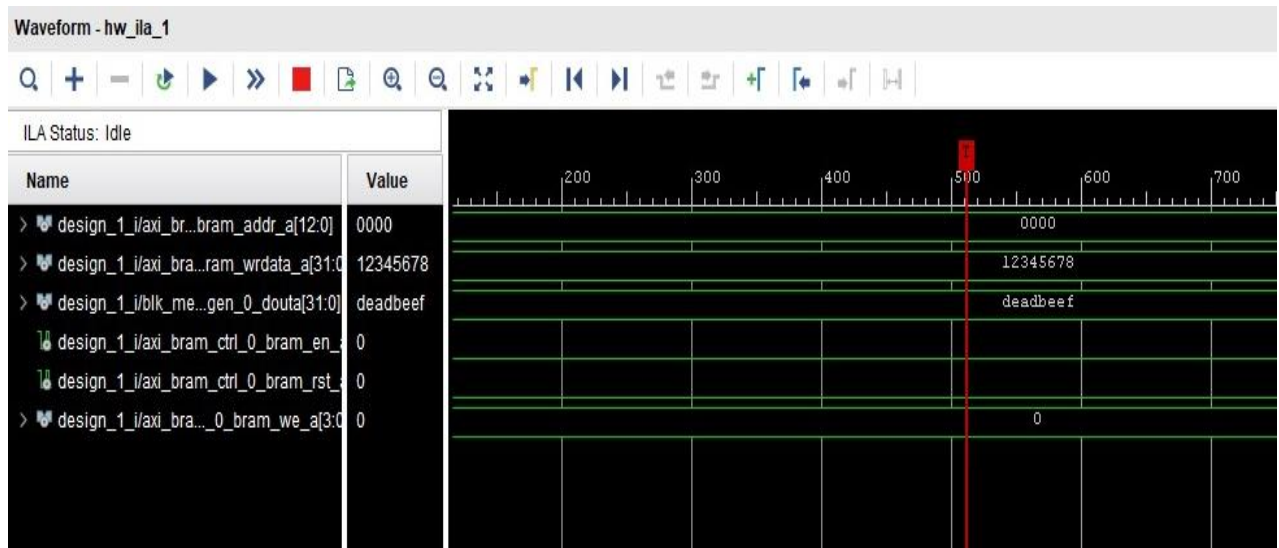 Waveform - hw_ila_1
ILA Status: Idle
Name Value
200 300 400 500 600 700
T
design_1_i/axi_br...bram_addr_a[12:0] 0000 0000
design_1_i/axi_bra...ram_wrdata_a[31:0 12345678 12345678
design_1_i/blk_me...gen_0_douta[31:0] deadbeef deadbeef
design_1_i/axi_bram_ctrl_0_bram_en_a 0
design_1_i/axi_bram_ctrl_0_bram_rst_a 0
design_1_i/axi_bra..._0_bram_we_a[3:0 0 0